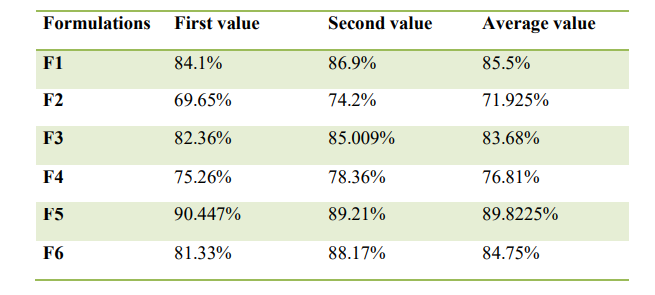 Formulations First value Second value Average value
F1 84.1% 86.9% 85.5%
F2 69.65% 74.2% 71.925%
F3 82.36% 85.009% 83.68%
F4 75.26% 78.36% 76.81%
F5 90.447% 89.21% 89.8225%
F6 81.33% 88.17% 84.75%